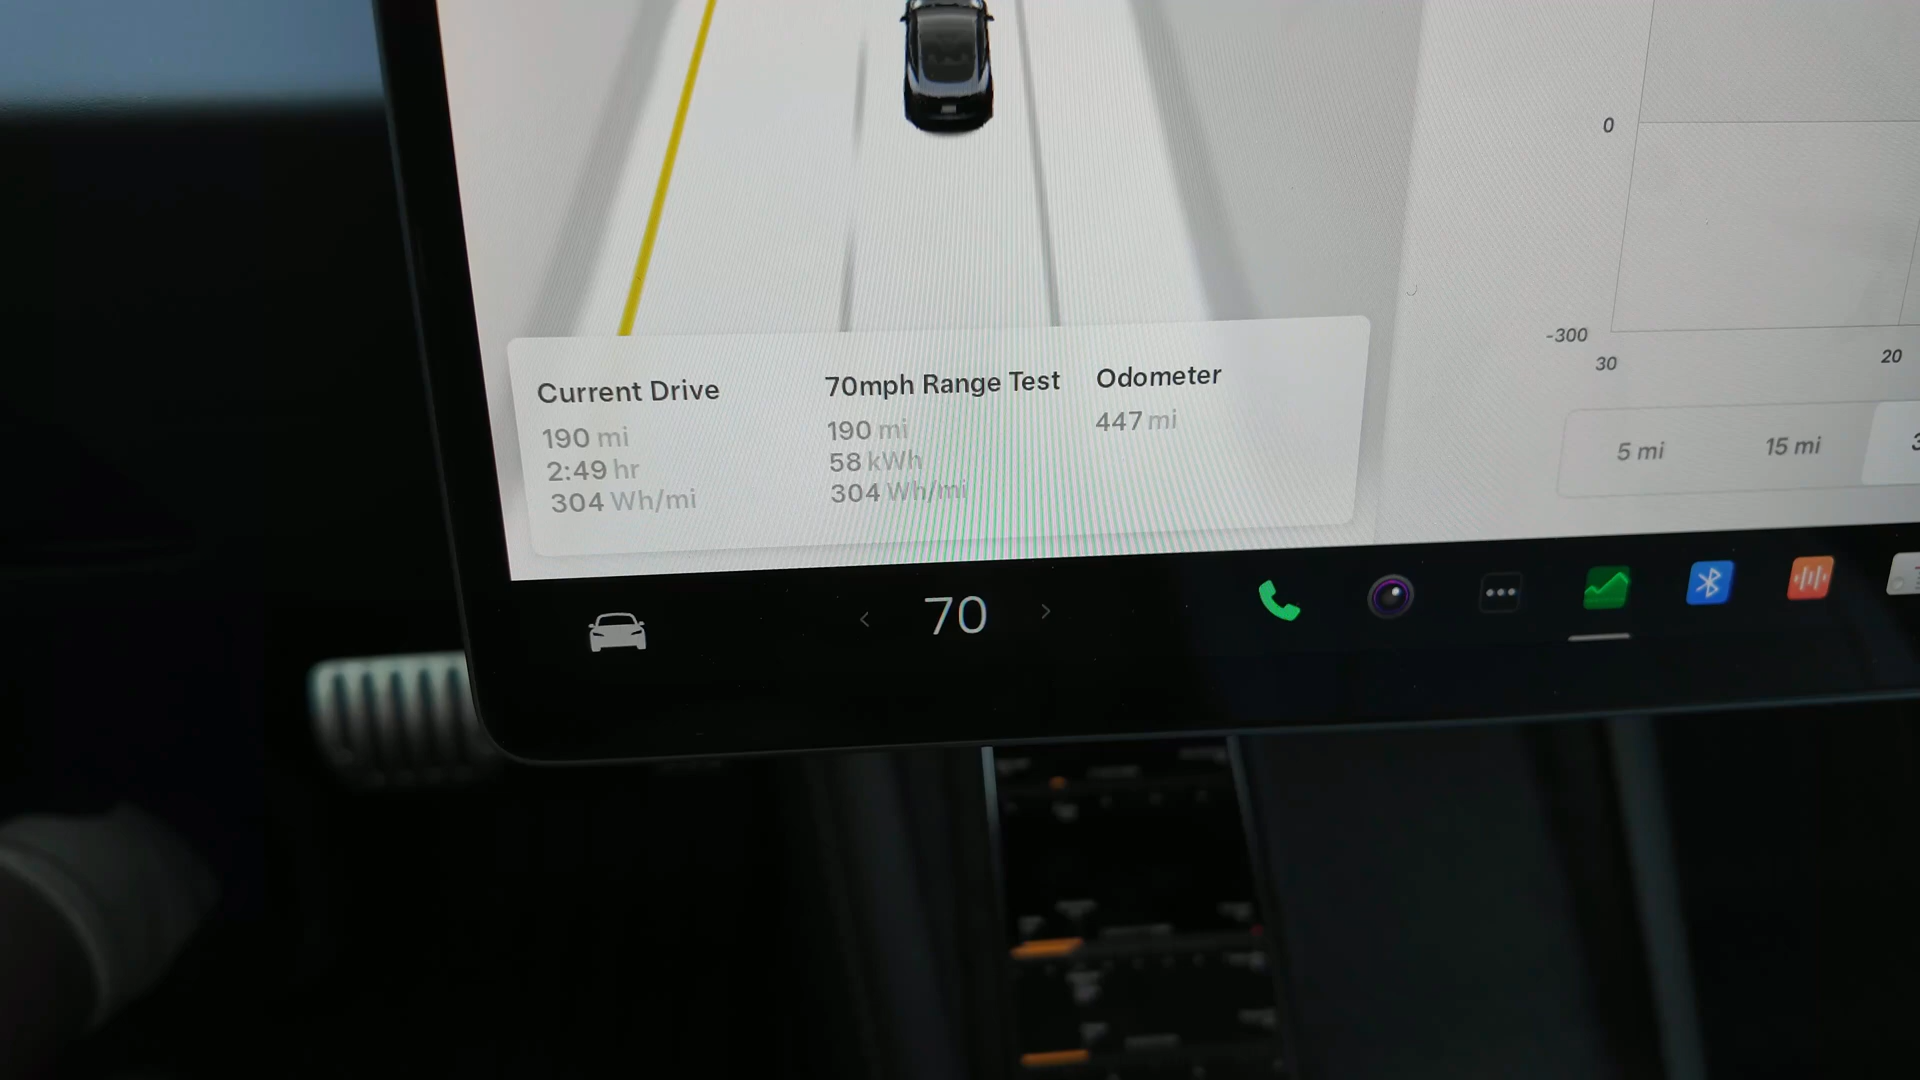 0
-300
30
20
5 mi
15 mi
Current Drive
190 mi
2:49 hr
304 Wh/mi
70mph Range Test
190 mi
58 kWh
304 Wh/mi
Odometer
447 mi
70